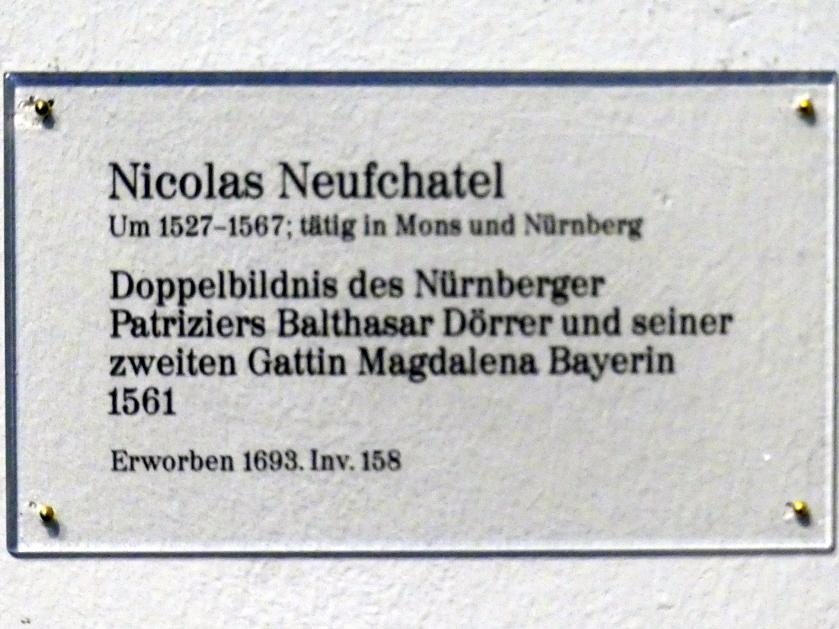 Nicolas Neufchatel
Um 1527–1567; tätig in Mons und Nürnberg
Doppelbildnis des Nürnberger
Patriziers Balthasar Dörrer und seiner
zweiten Gattin Magdalena Bayerin
1561
Erworben 1693. Inv. 158